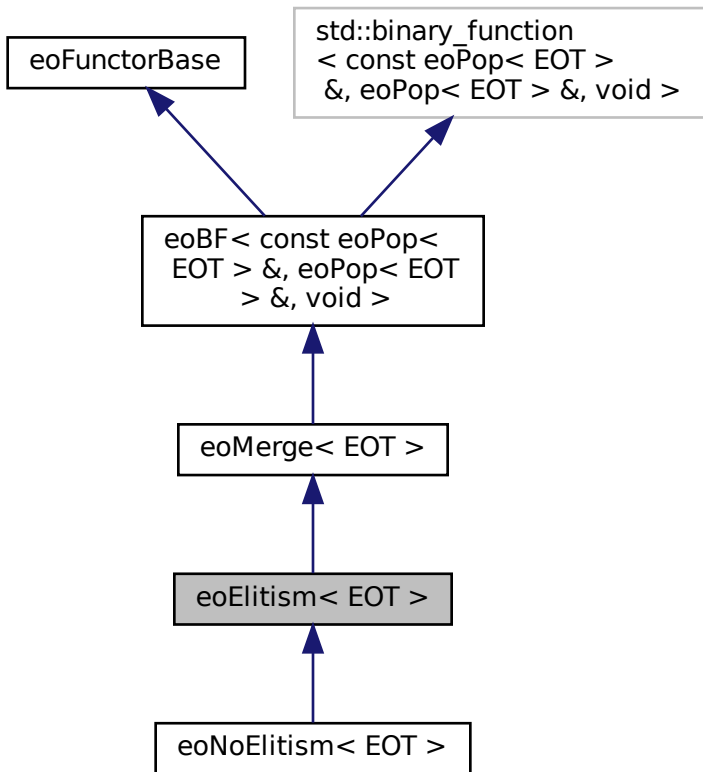 eoFunctorBase
std::binary_function
< const eoPop< EOT >
&, eoPop< EOT > &, void >
eoBF< const eoPop<
EOT > &, eoPop< EOT
> &, void >
eoMerge< EOT >
eoElitism< EOT >
eoNoElitism< EOT >